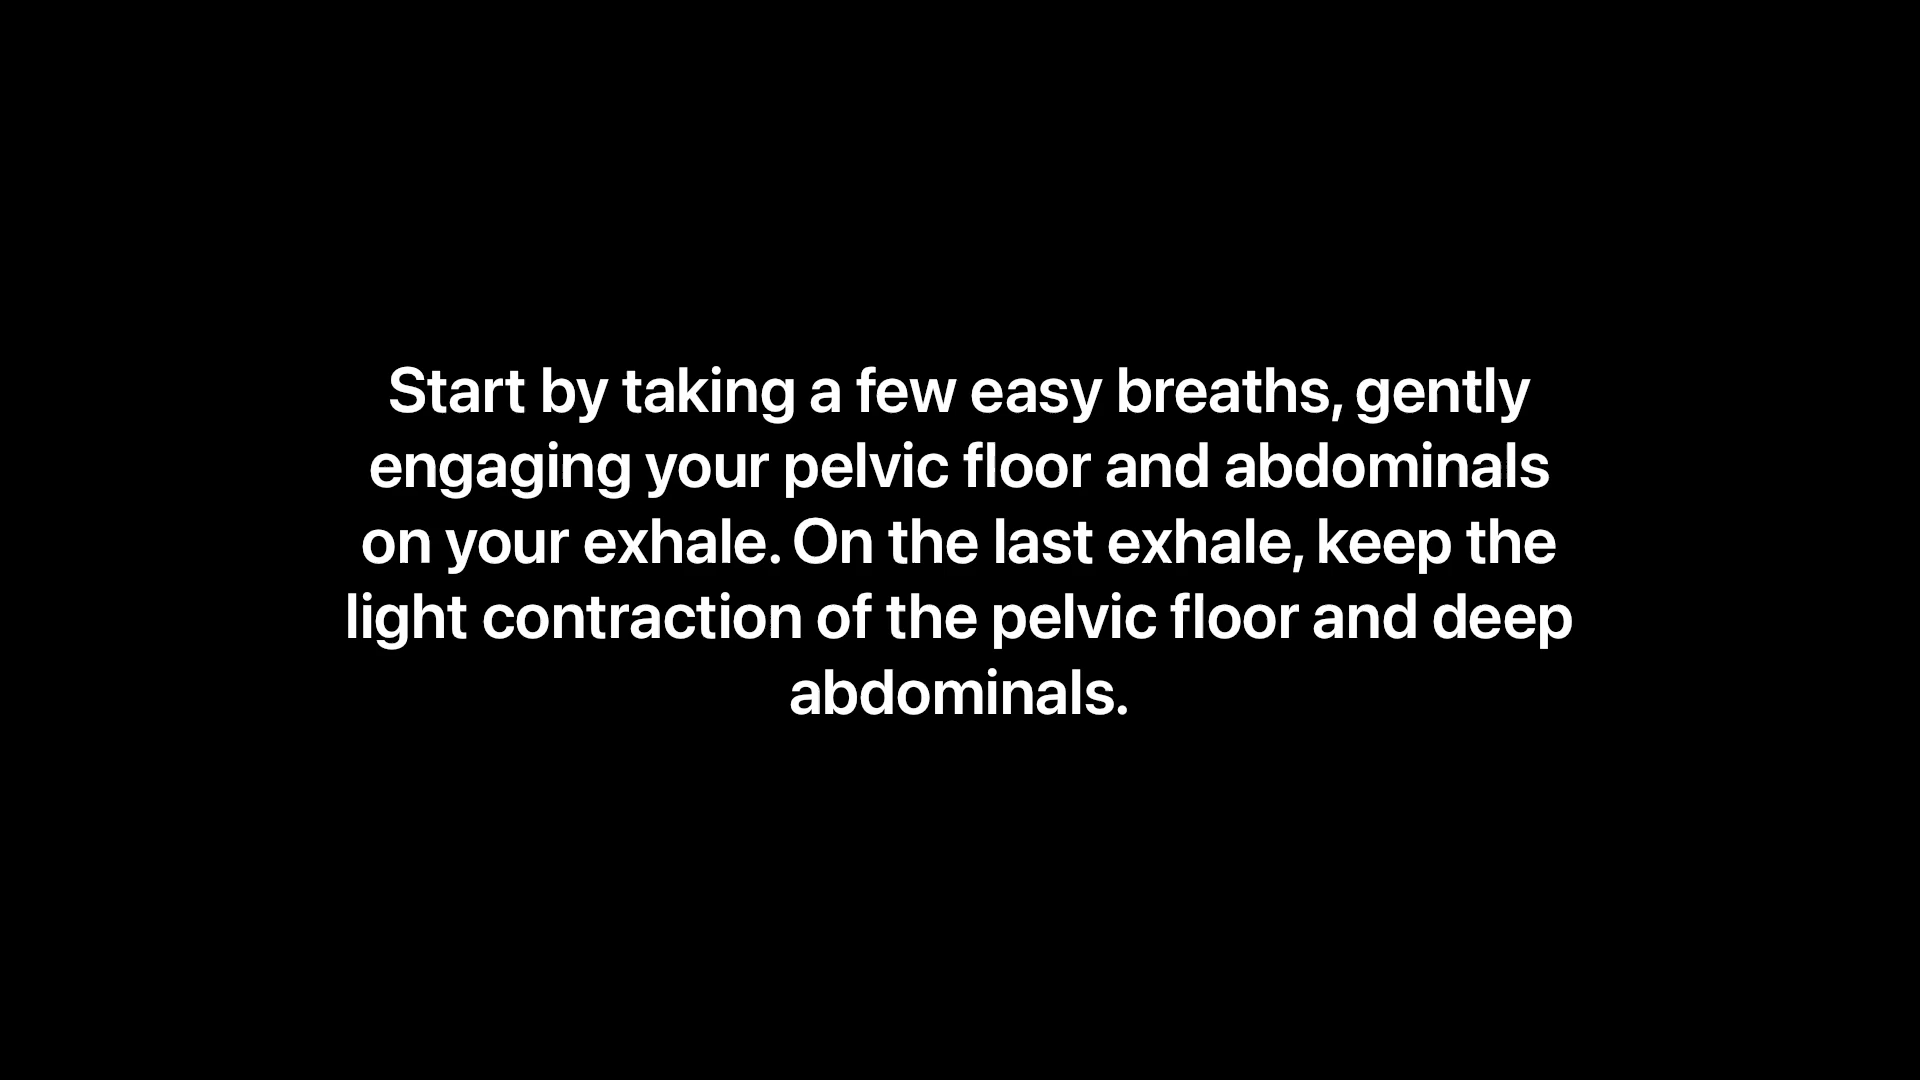 Start by taking a few easy breaths, gently
engaging your pelvic floor and abdominals
on your exhale. On the last exhale, keep the
light contraction of the pelvic floor and deep
abdominals.